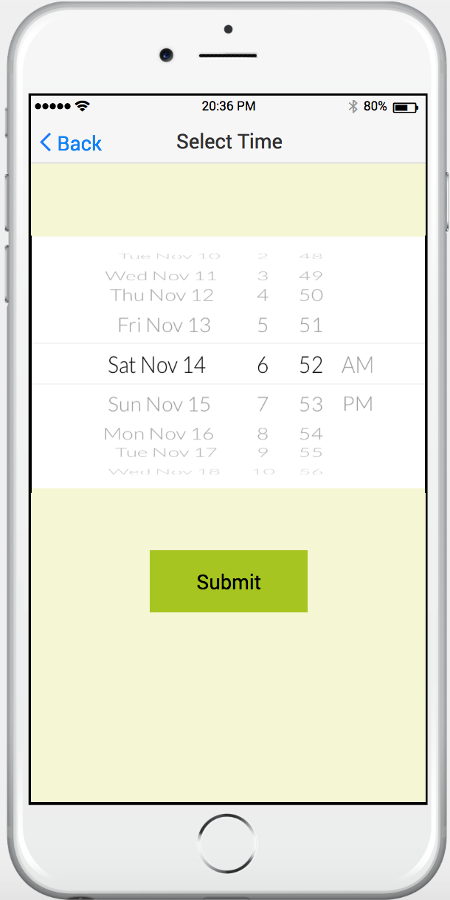 20:36 PM 80%
Back Select Time
Tue Nov 10 2 48
Wed Nov 11 3 49
Thu Nov 12 4 50
Fri Nov 13 5 51
Sat Nov 14 6 52 AM
Sun Nov 15 7 53 PM
Mon Nov 16 8 54
Tue Nov 17 9 55
Wed Nov 18 10 56
Submit